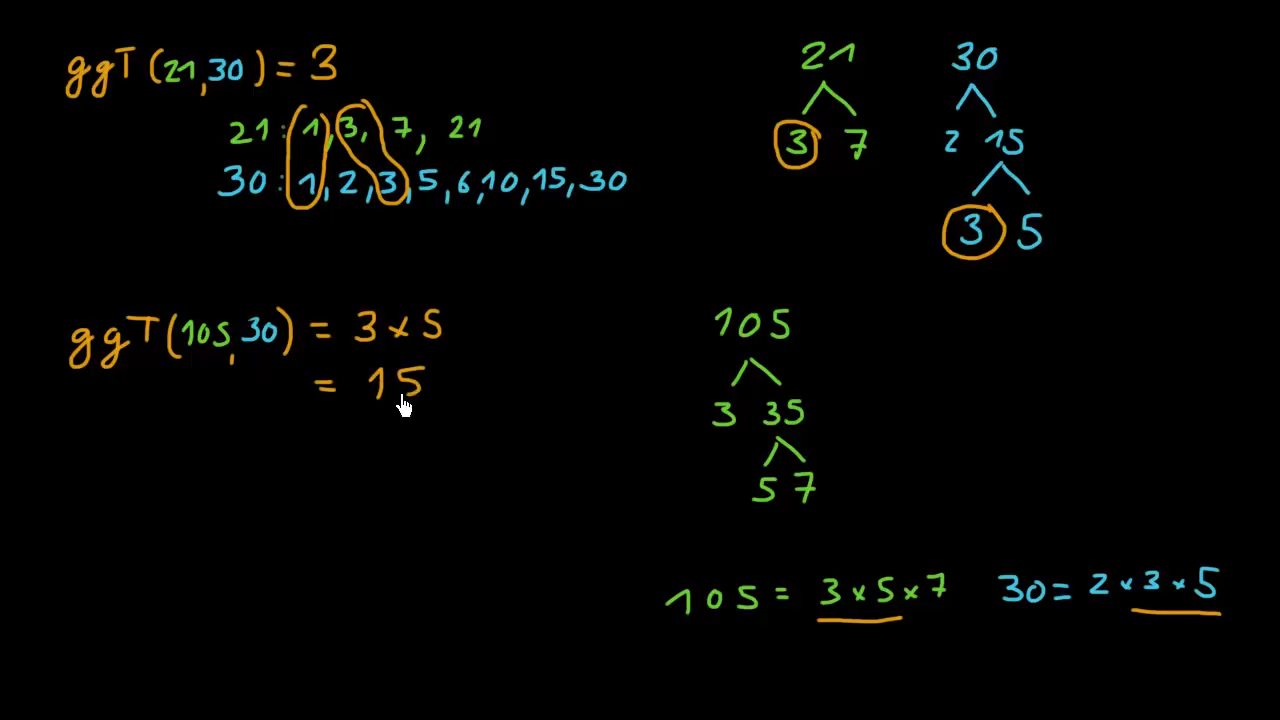 ggT(21,30) = 3
21: 1, 3, 7, 21
30: 1, 2, 3, 5, 6, 10, 15, 30
21
3 7
30
2 15
3 5
ggT(105,30) = 3 × 5
= 15
105
3 35
5 7
105 = 3 × 5 × 7
30 = 2 × 3 × 5